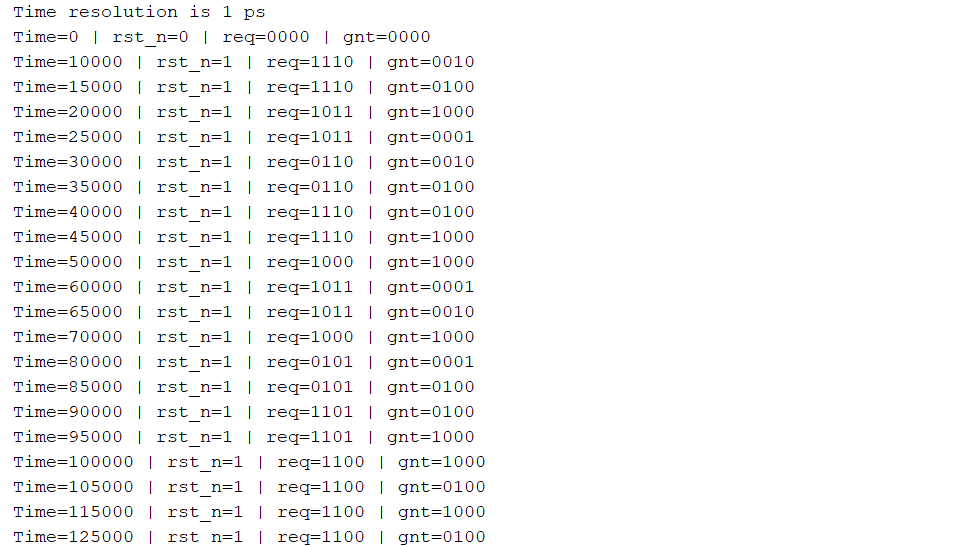 Time resolution is 1 ps
Time=0 | rst_n=0 | req=0000 | gnt=0000
Time=10000 | rst_n=1 | req=1110 | gnt=0010
Time=15000 | rst_n=1 | req=1110 | gnt=0100
Time=20000 | rst_n=1 | req=1011 | gnt=1000
Time=25000 | rst_n=1 | req=1011 | gnt=0001
Time=30000 | rst_n=1 | req=0110 | gnt=0010
Time=35000 | rst_n=1 | req=0110 | gnt=0100
Time=40000 | rst_n=1 | req=1110 | gnt=0100
Time=45000 | rst_n=1 | req=1110 | gnt=1000
Time=50000 | rst_n=1 | req=1000 | gnt=1000
Time=60000 | rst_n=1 | req=1011 | gnt=0001
Time=65000 | rst_n=1 | req=1011 | gnt=0010
Time=70000 | rst_n=1 | req=1000 | gnt=1000
Time=80000 | rst_n=1 | req=0101 | gnt=0001
Time=85000 | rst_n=1 | req=0101 | gnt=0100
Time=90000 | rst_n=1 | req=1101 | gnt=0100
Time=95000 | rst_n=1 | req=1101 | gnt=1000
Time=100000 | rst_n=1 | req=1100 | gnt=1000
Time=105000 | rst_n=1 | req=1100 | gnt=0100
Time=115000 | rst_n=1 | req=1100 | gnt=1000
Time=125000 | rst_n=1 | req=1100 | gnt=0100